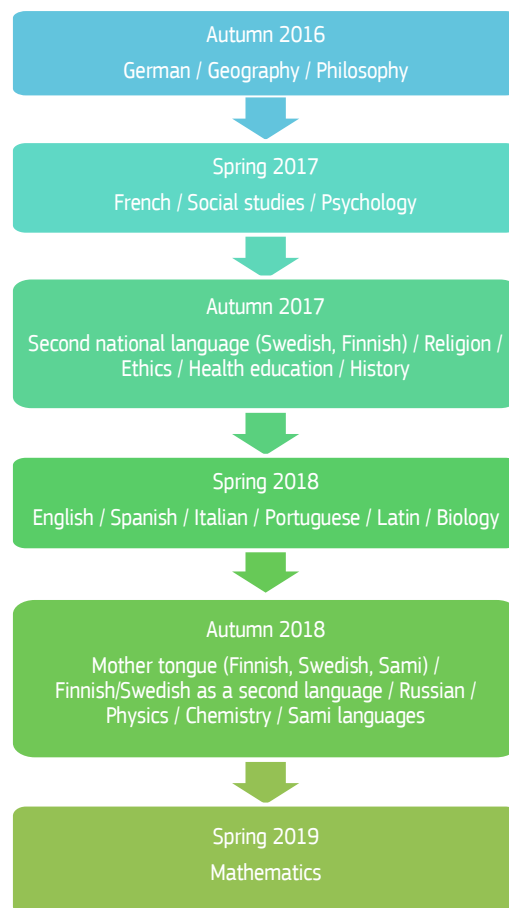 Autumn 2016
German / Geography / Philosophy
Spring 2017
French / Social studies / Psychology
Autumn 2017
Second national language (Swedish, Finnish) / Religion /
Ethics / Health education / History
Spring 2018
English / Spanish / Italian / Portuguese / Latin / Biology
Autumn 2018
Mother tongue (Finnish, Swedish, Sami) /
Finnish/Swedish as a second language / Russian /
Physics / Chemistry / Sami languages
Spring 2019
Mathematics